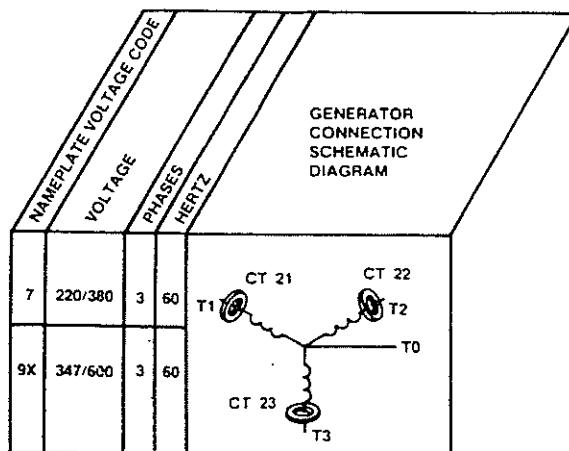 NAMEPLATE VOLTAGE CODE
VOLTAGE
PHASES
HERTZ
GENERATOR
CONNECTION
SCHEMATIC
DIAGRAM
7 220/380 3 60
9X 347/600 3 60
CT 21 CT 22
T1 T2
T0
CT 23
T3